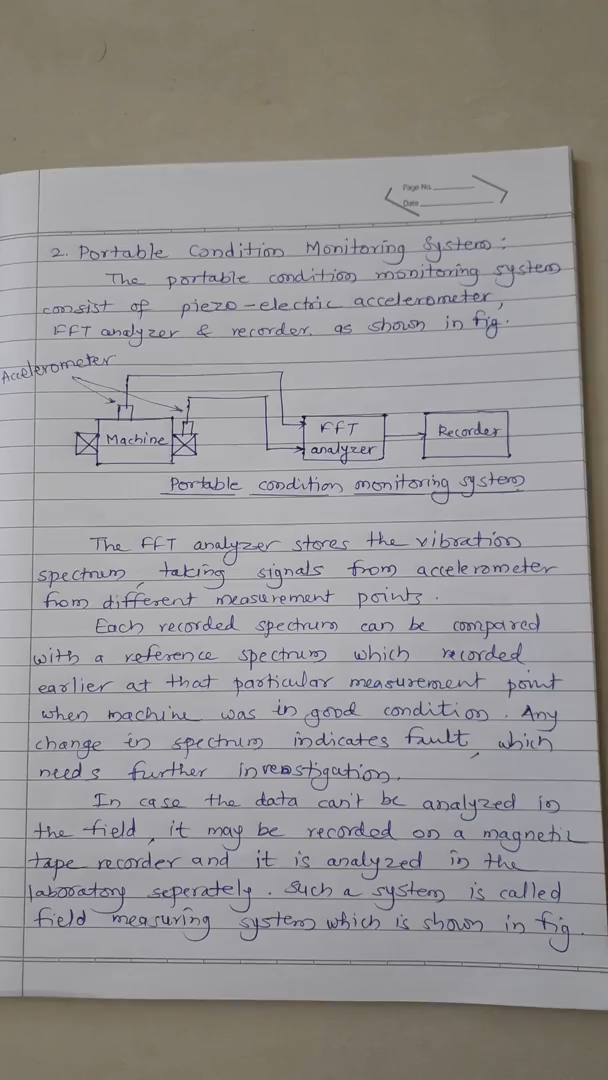 Page No.
Date
2. Portable Condition Monitoring System:
The portable condition monitoring system
consist of piezo-electric accelerometer,
FFT analyzer & recorder. as shown in fig.
Accelerometer
Machine
FFT
analyzer
Recorder
Portable condition monitoring system
The FFT analyzer stores the vibration
spectrum, taking signals from accelerometer
from different measurement points.
Each recorded spectrum can be compared
with a reference spectrum which recorded
earlier at that particular measurement point
when machine was in good condition. Any
change in spectrum indicates fault, which
needs further investigation.
In case the data can't be analyzed in
the field, it may be recorded on a magnetic
tape recorder and it is analyzed in the
laboratory seperately. Such a system is called
field measuring system which is shown in fig.